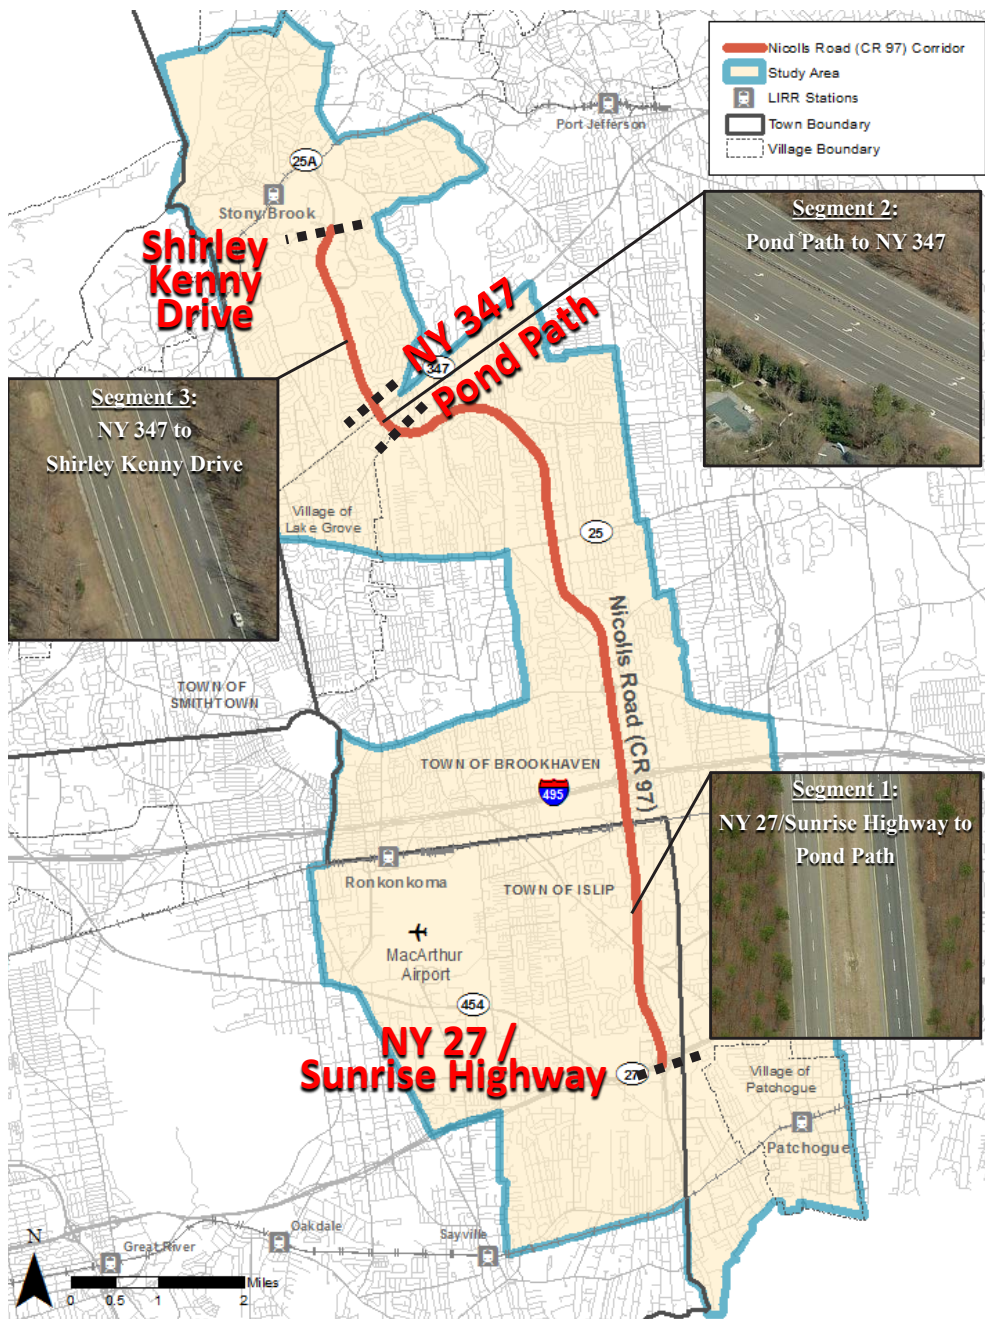 Nicolls Road (CR 97) Corridor
Study Area
LIRR Stations
Town Boundary
Village Boundary
Port Jefferson
25A
Stony Brook
Shirley
Kenny
Drive
Segment 2:
Pond Path to NY 347
NY 347
347
Pond Path
Segment 3:
NY 347 to
Shirley Kenny Drive
Village of
Lake Grove
25
Nicolls Road (CR 97)
TOWN OF
SMITHTOWN
TOWN OF BROOKHAVEN
495
Segment 1:
NY 27/Sunrise Highway to
Pond Path
Ronkonkoma
TOWN OF ISLIP
MacArthur
Airport
454
NY 27 /
Sunrise Highway
27
Village of
Patchogue
Patchogue
Oakdale
Sayville
Great River
N
Miles
0 0.5 1 2